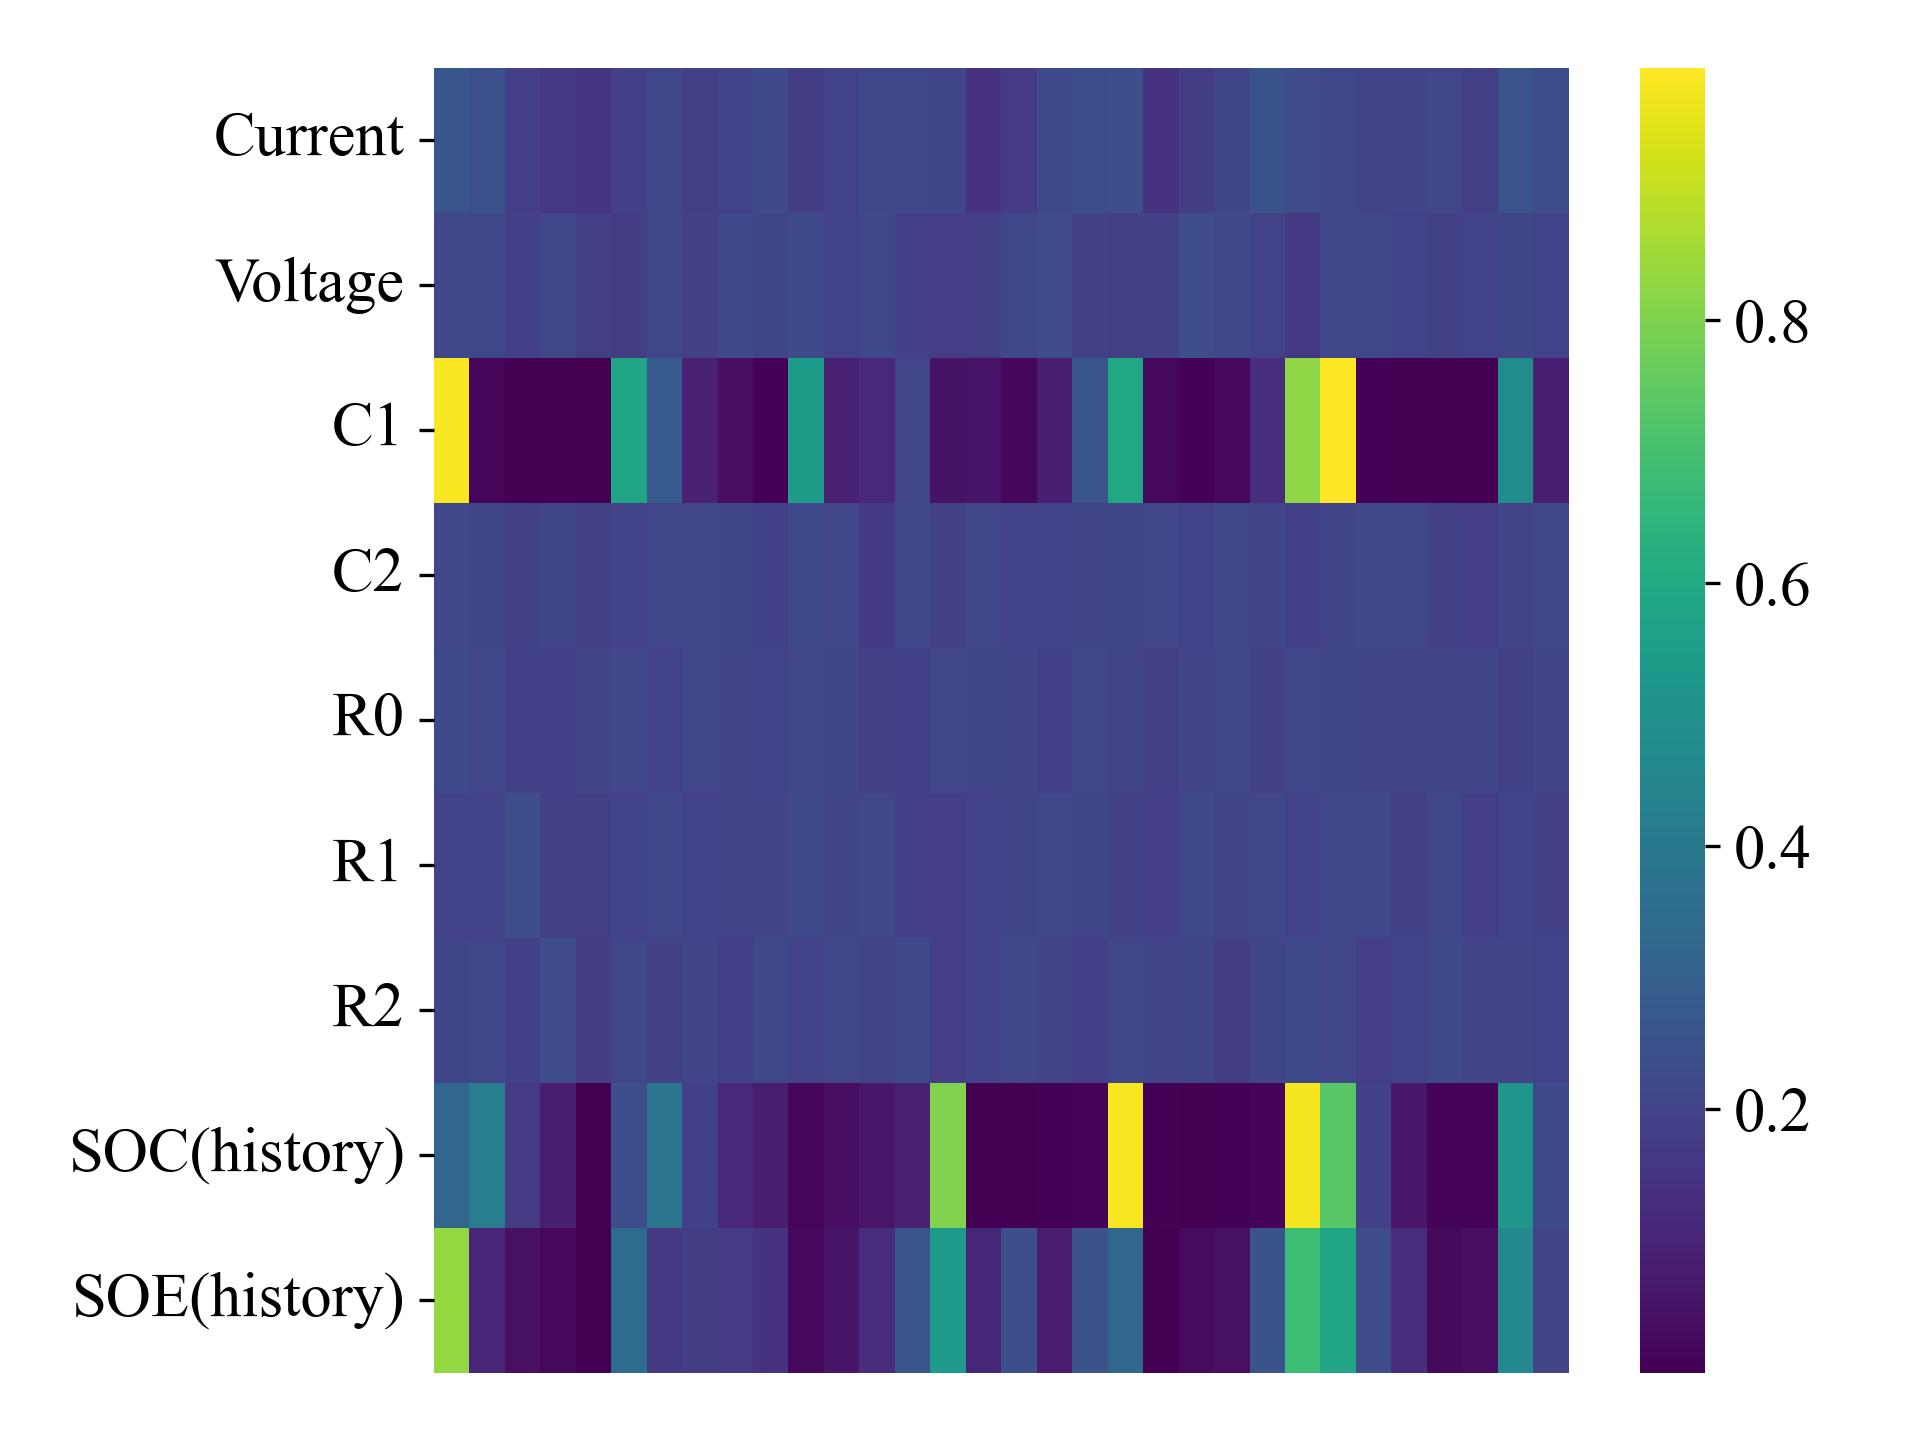 Current
Voltage
C1
C2
R0
R1
R2
SOC(history)
SOE(history)
0.8
0.6
0.4
0.2